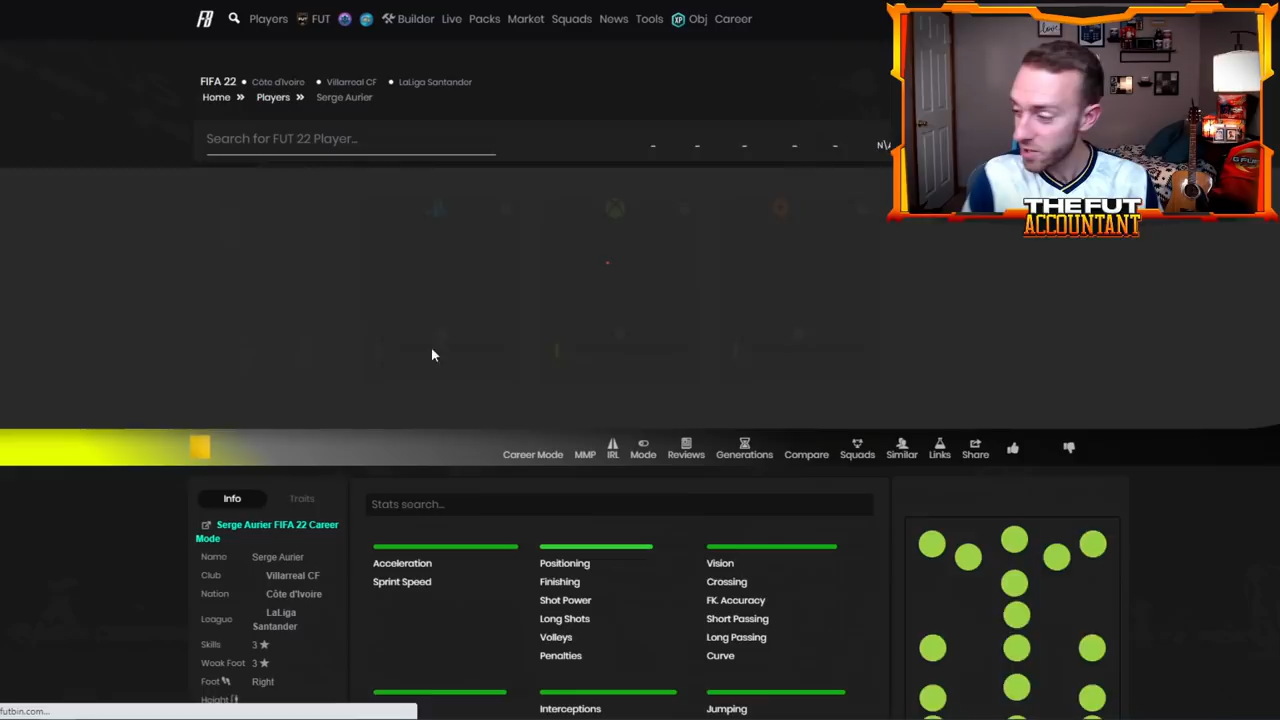 F8 Players FUT Builder Live Packs Market Squads News Tools XP Obj Career
FIFA 22 • Côte d'Ivoire • Villarreal CF • LaLiga Santander
Home » Players » Serge Aurier
Search for FUT 22 Player...
- - - - - N/
THE FUT
ACCOUNTANT
Career Mode MMP IRL Mode Reviews Generations Compare Squads Similar Links Share
Info Traits
Stats search...
Serge Aurier FIFA 22 Career
Mode
Name Serge Aurier
Club Villarreal CF
Nation Côte d'Ivoire
League LaLiga
Santander
Skills 3 ★
Weak Foot 3 ★
Foot Right
Height
Acceleration
Sprint Speed
Positioning
Finishing
Shot Power
Long Shots
Volleys
Penalties
Vision
Crossing
FK. Accuracy
Short Passing
Long Passing
Curve
Interceptions
Jumping
futbin.com...